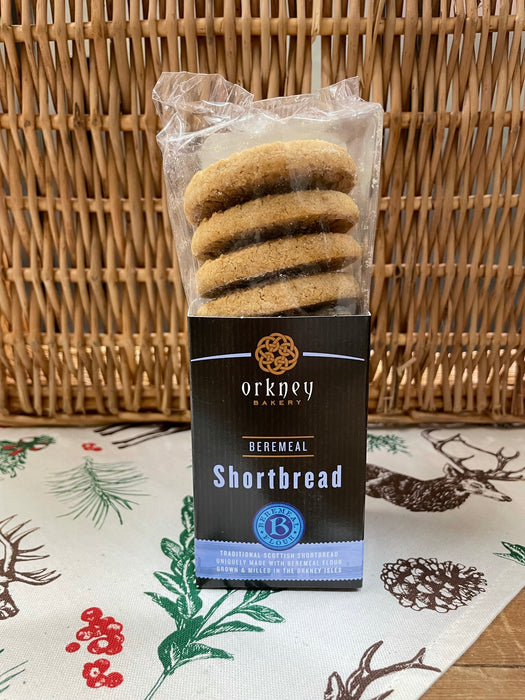 orkney
BAKERY
BEREMEAL
Shortbread
BEREMEAL
B
FLOUR
TRADITIONAL SCOTTISH SHORTBREAD
UNIQUELY MADE WITH BEREMEAL FLOUR
GROWN & MILLED IN THE ORKNEY ISLES